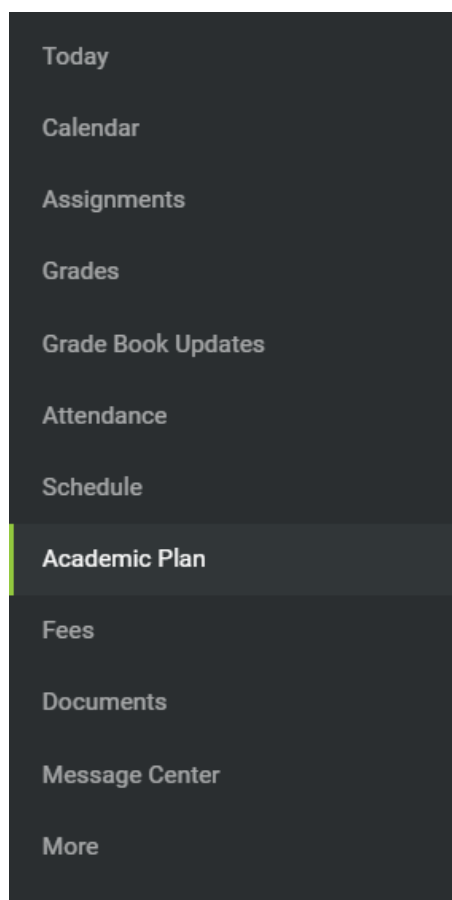 Today
Calendar
Assignments
Grades
Grade Book Updates
Attendance
Schedule
Academic Plan
Fees
Documents
Message Center
More